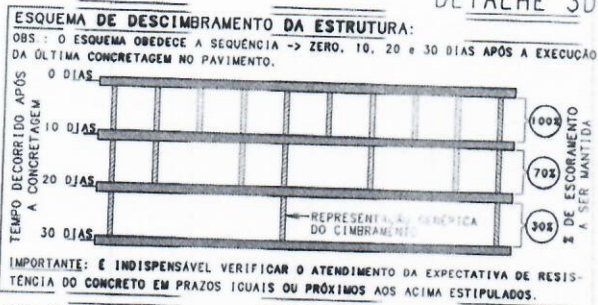 DETALHE 3D
ESQUEMA DE DESCIMBRAMENTO DA ESTRUTURA:
OBS.: O ESQUEMA OBEDECE A SEQUÊNCIA -> ZERO, 10, 20 e 30 DIAS APÓS A EXECUÇÃO
DA ÚLTIMA CONCRETAGEM NO PAVIMENTO.
TEMPO DECORRIDO APÓS
A CONCRETAGEM
0 DIAS
10 DIAS
20 DIAS
30 DIAS
100%
70%
30%
% DE ESCORAMENTO
A SER MANTIDA
REPRESENTAÇÃO GENÉRICA
DO CIMBRAMENTO
IMPORTANTE: É INDISPENSÁVEL VERIFICAR O ATENDIMENTO DA EXPECTATIVA DE RESIS-
TÊNCIA DO CONCRETO EM PRAZOS IGUAIS OU PRÓXIMOS AOS ACIMA ESTIPULADOS.